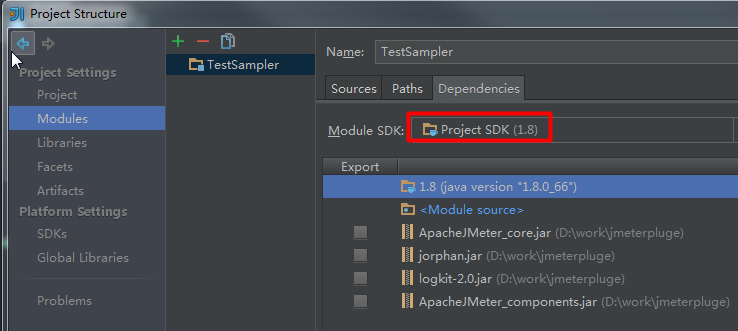 Project Structure
Project Settings
Project
Modules
Libraries
Facets
Artifacts
Platform Settings
SDKs
Global Libraries
Problems
TestSampler
Name: TestSampler
Sources Paths Dependencies
Module SDK: Project SDK (1.8)
Export
1.8 (java version "1.8.0_66")
<Module source>
ApacheJMeter_core.jar (D:\work\jmeterpluge)
jorphan.jar (D:\work\jmeterpluge)
logkit-2.0.jar (D:\work\jmeterpluge)
ApacheJMeter_components.jar (D:\work\jmeterpluge)